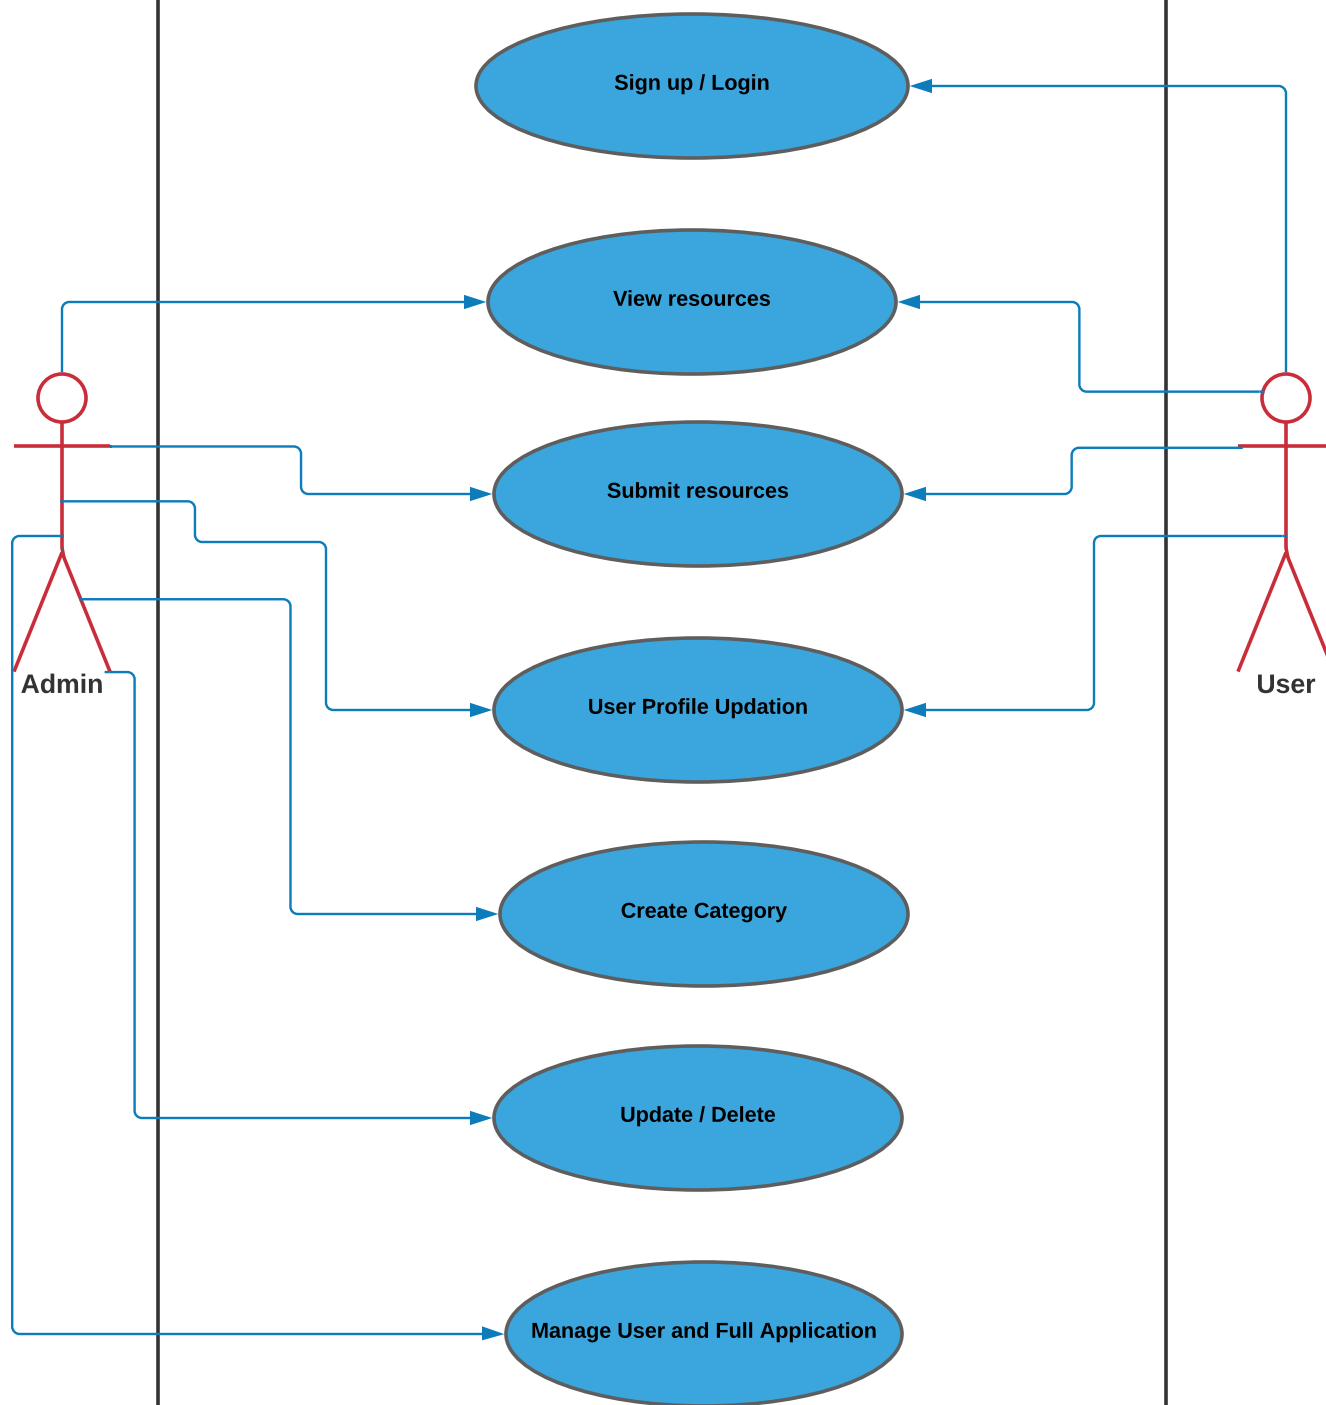 Sign up / Login
View resources
Submit resources
Admin
User
User Profile Updation
Create Category
Update / Delete
Manage User and Full Application